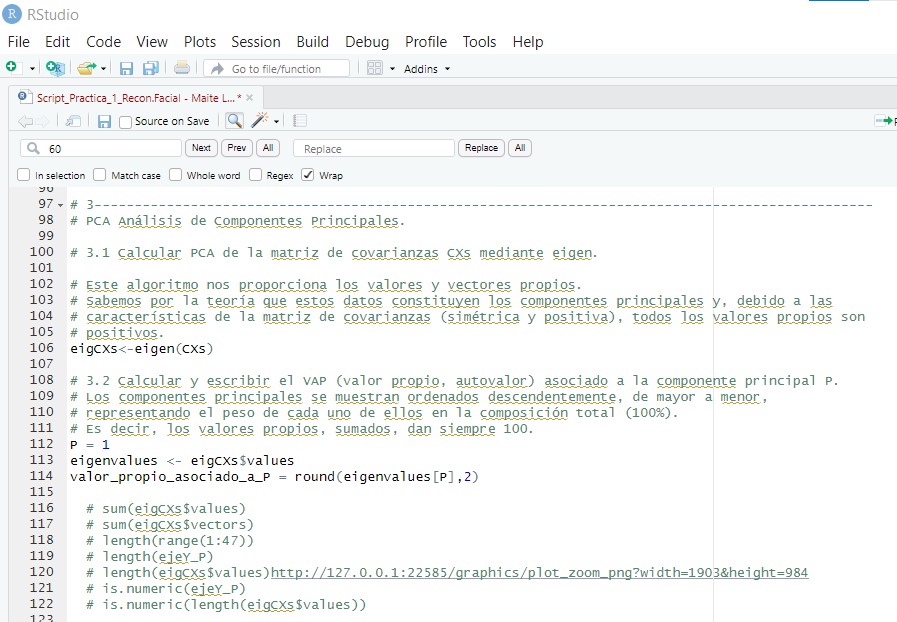 RStudio
File Edit Code View Plots Session Build Debug Profile Tools Help
Go to file/function Addins
Script_Practica_1_Recon.Facial - Maite L...*
Source on Save
60 Next Prev All Replace Replace All
In selection Match case Whole word Regex Wrap
96
97 # 3---------------------------------------------------------------------------------------
98 # PCA Análisis de Componentes Principales.
99
100 # 3.1 Calcular PCA de la matriz de covarianzas CXs mediante eigen.
101
102 # Este algoritmo nos proporciona los valores y vectores propios.
103 # Sabemos por la teoría que estos datos constituyen los componentes principales y, debido a las
104 # características de la matriz de covarianzas (simétrica y positiva), todos los valores propios son
105 # positivos.
106 eigCXs<-eigen(CXs)
107
108 # 3.2 Calcular y escribir el VAP (valor propio, autovalor) asociado a la componente principal P.
109 # Los componentes principales se muestran ordenados descendentemente, de mayor a menor,
110 # representando el peso de cada uno de ellos en la composición total (100%).
111 # Es decir, los valores propios, sumados, dan siempre 100.
112 P = 1
113 eigenvalues <- eigCXs$values
114 valor_propio_asociado_a_P = round(eigenvalues[P],2)
115
116 # sum(eigCXs$values)
117 # sum(eigCXs$vectors)
118 # length(range(1:47))
119 # length(ejeY_P)
120 # length(eigCXs$values)http://127.0.0.1:22585/graphics/plot_zoom_png?width=1903&height=984
121 # is.numeric(ejeY_P)
122 # is.numeric(length(eigCXs$values))
123